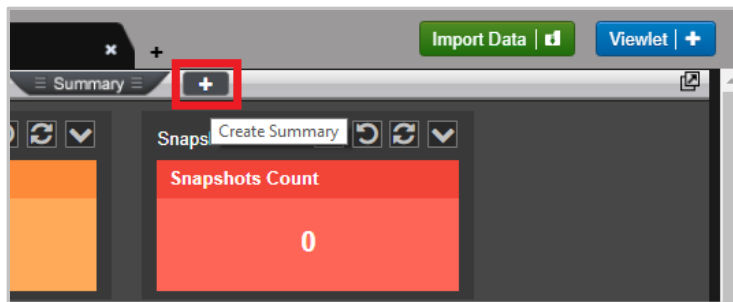 Import Data
Viewlet
Summary
Snaps
Create Summary
Snapshots Count
0